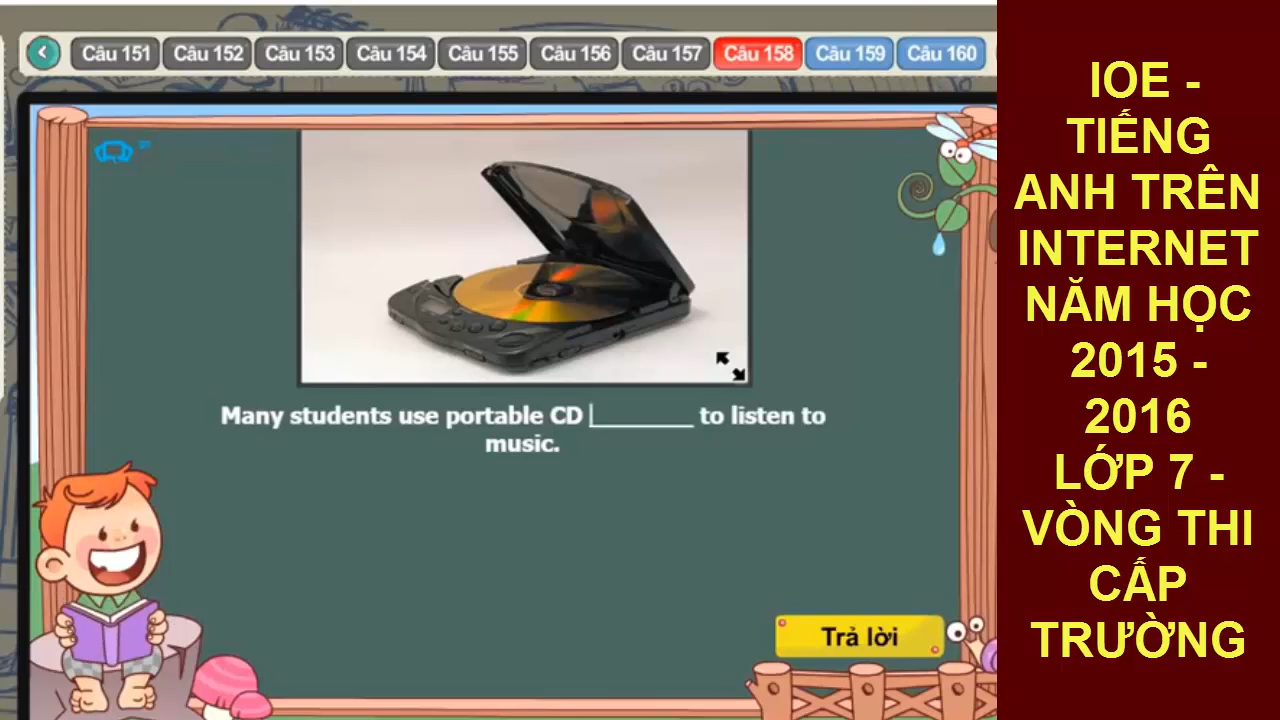 Câu 151 Câu 152 Câu 153 Câu 154 Câu 155 Câu 156 Câu 157 Câu 158 Câu 159 Câu 160
Many students use portable CD ________ to listen to
music.
Trả lời
IOE -
TIẾNG
ANH TRÊN
INTERNET
NĂM HỌC
2015 -
2016
LỚP 7 -
VÒNG THI
CẤP
TRƯỜNG